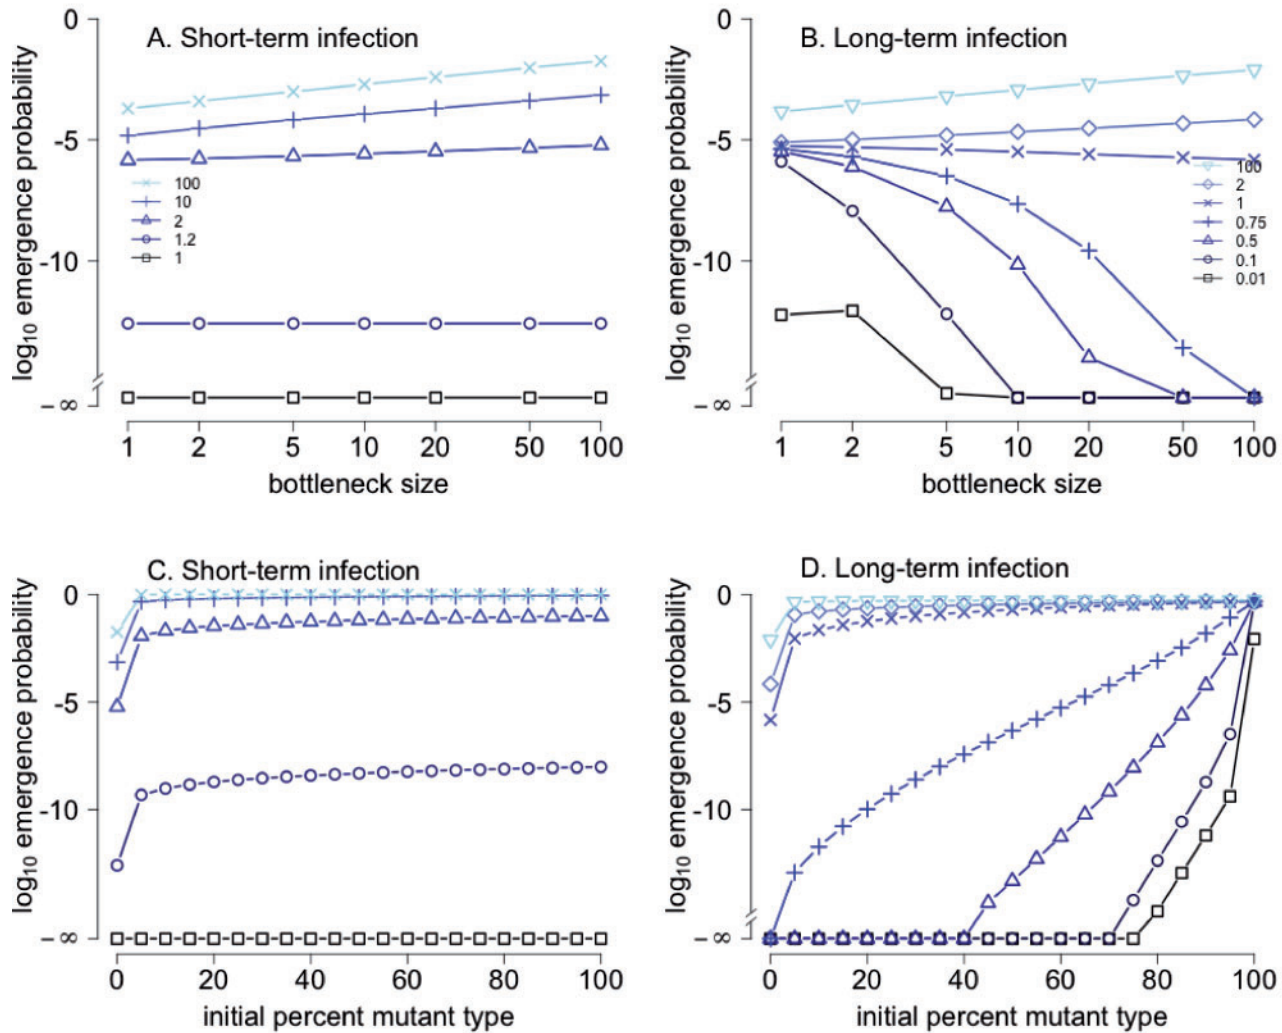 A. Short-term infection
log10 emergence probability
0
-5
-10
- ∞
100
10
2
1.2
1
1 2 5 10 20 50 100
bottleneck size
B. Long-term infection
log10 emergence probability
0
-5
-10
- ∞
100
2
1
0.75
0.5
0.1
0.01
1 2 5 10 20 50 100
bottleneck size
C. Short-term infection
log10 emergence probability
0
-5
-10
- ∞
0 20 40 60 80 100
initial percent mutant type
D. Long-term infection
log10 emergence probability
0
-5
-10
- ∞
0 20 40 60 80 100
initial percent mutant type